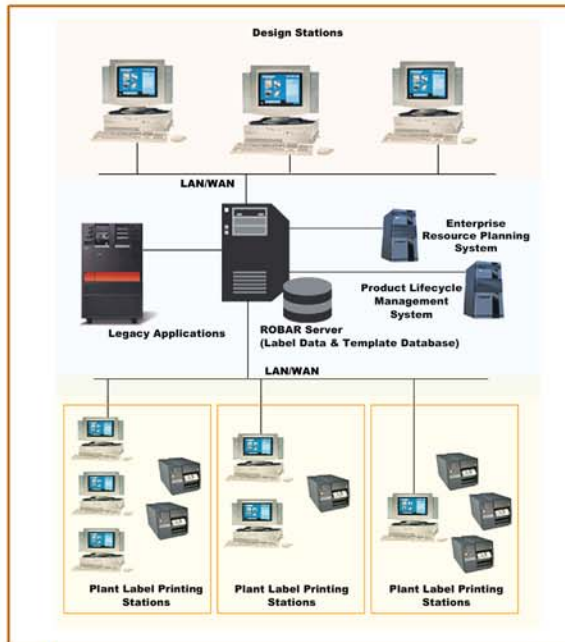 Design Stations
LAN/WAN
Enterprise
Resource Planning
System
Product Lifecycle
Management
System
Legacy Applications
ROBAR Server
(Label Data & Template Database)
LAN/WAN
Plant Label Printing
Stations
Plant Label Printing
Stations
Plant Label Printing
Stations